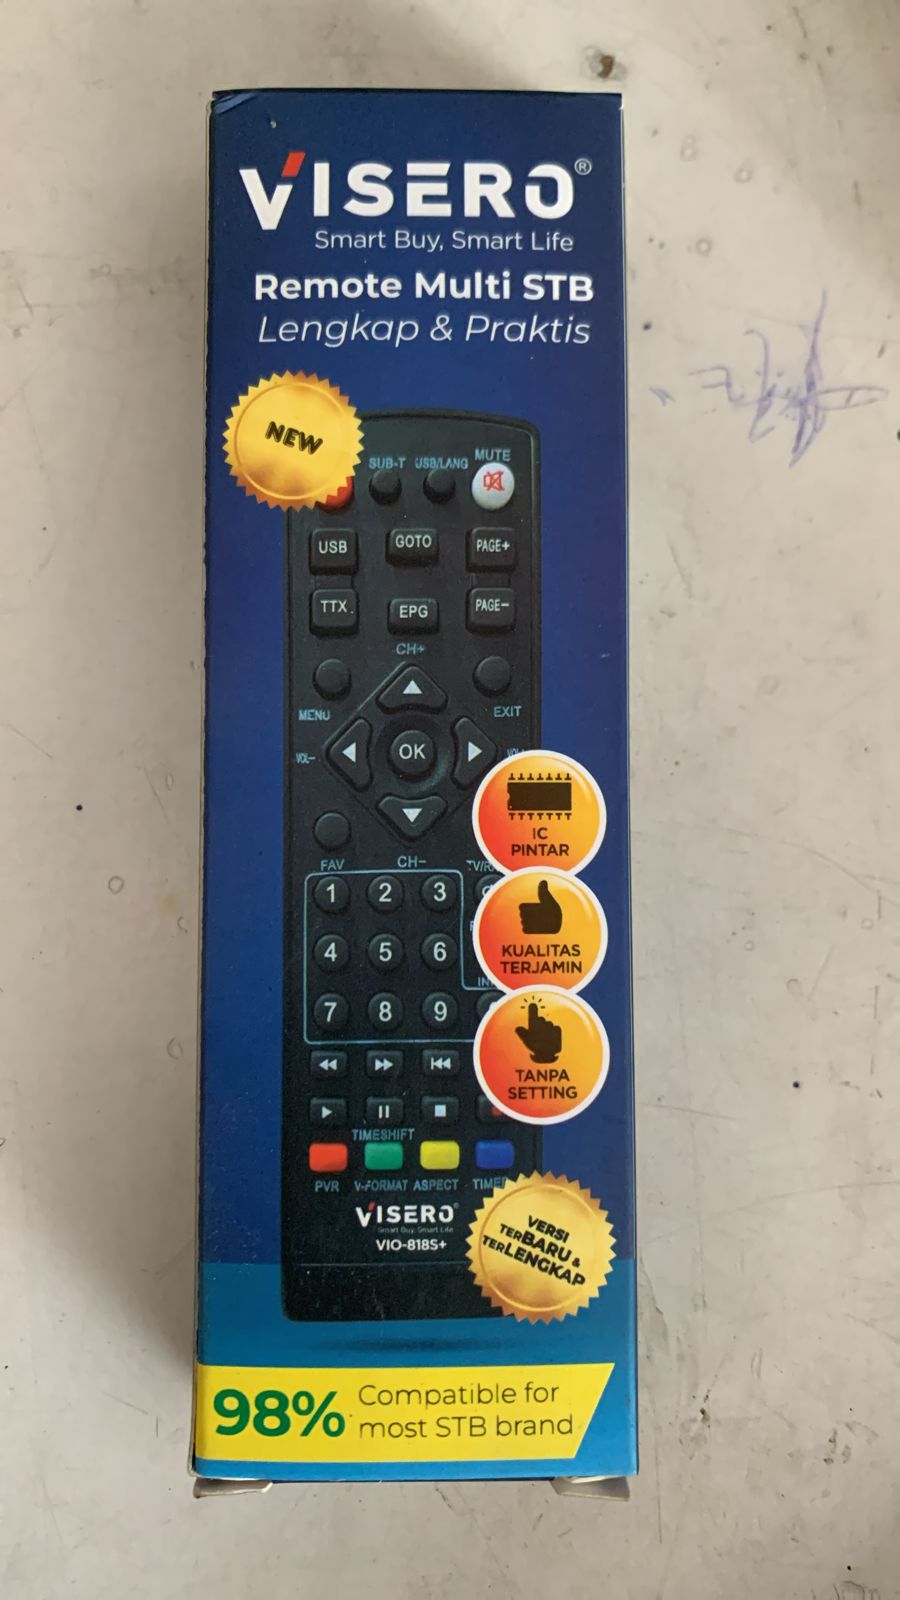 VISERO®
Smart Buy, Smart Life
Remote Multi STB
Lengkap & Praktis
NEW
SUB-T USB/LANG MUTE
USB GOTO PAGE+
TTX EPG PAGE-
CH+
MENU EXIT
VOL- OK
FAV CH-
1 2 3
4 5 6
7 8 9
IC
PINTAR
KUALITAS
TERJAMIN
TANPA
SETTING
TIMESHIFT
PVR V-FORMAT ASPECT
VISERO
Smart Buy, Smart Life
VIO-818S+
VERSI
TERBARU &
TERLENGKAP
98% Compatible for
most STB brand